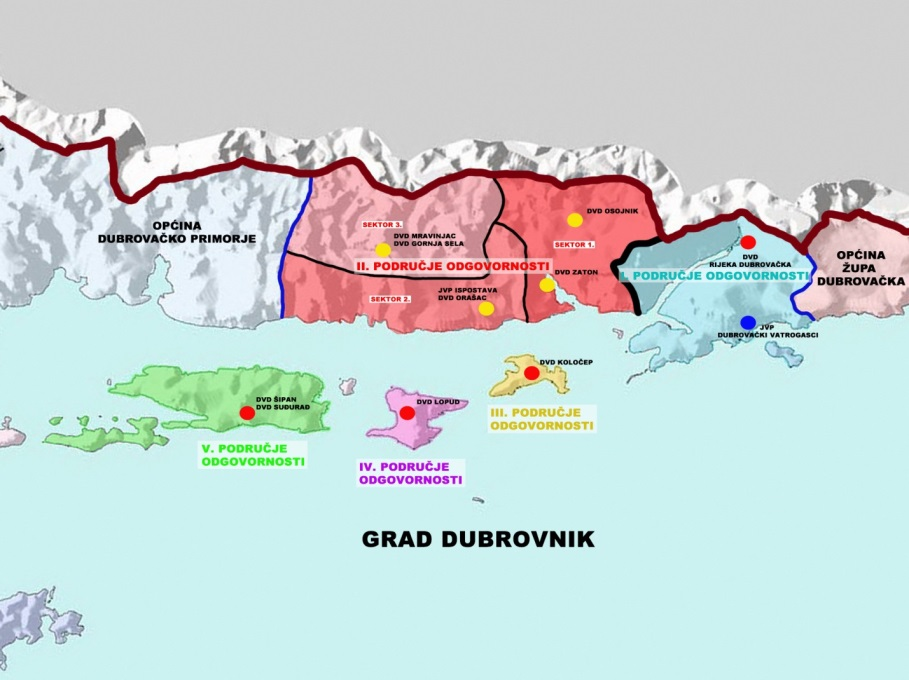 OPĆINA
DUBROVAČKO PRIMORJE
SEKTOR 3.
DVD MRAVINJAC
DVD GORNJA SELA
II. PODRUČJE ODGOVORNOSTI
SEKTOR 2.
JVP ISPOSTAVA
DVD ORAŠAC
DVD OSOJNIK
SEKTOR 1.
DVD ZATON
DVD
RIJEKA DUBROVAČKA
I. PODRUČJE ODGOVORNOSTI
JVP
DUBROVAČKI VATROGASCI
OPĆINA
ŽUPA
DUBROVAČKA
DVD ŠIPAN
DVD SUĐURAĐ
V. PODRUČJE
ODGOVORNOSTI
DVD LOPUD
IV. PODRUČJE
ODGOVORNOSTI
DVD KOLOČEP
III. PODRUČJE
ODGOVORNOSTI
GRAD DUBROVNIK